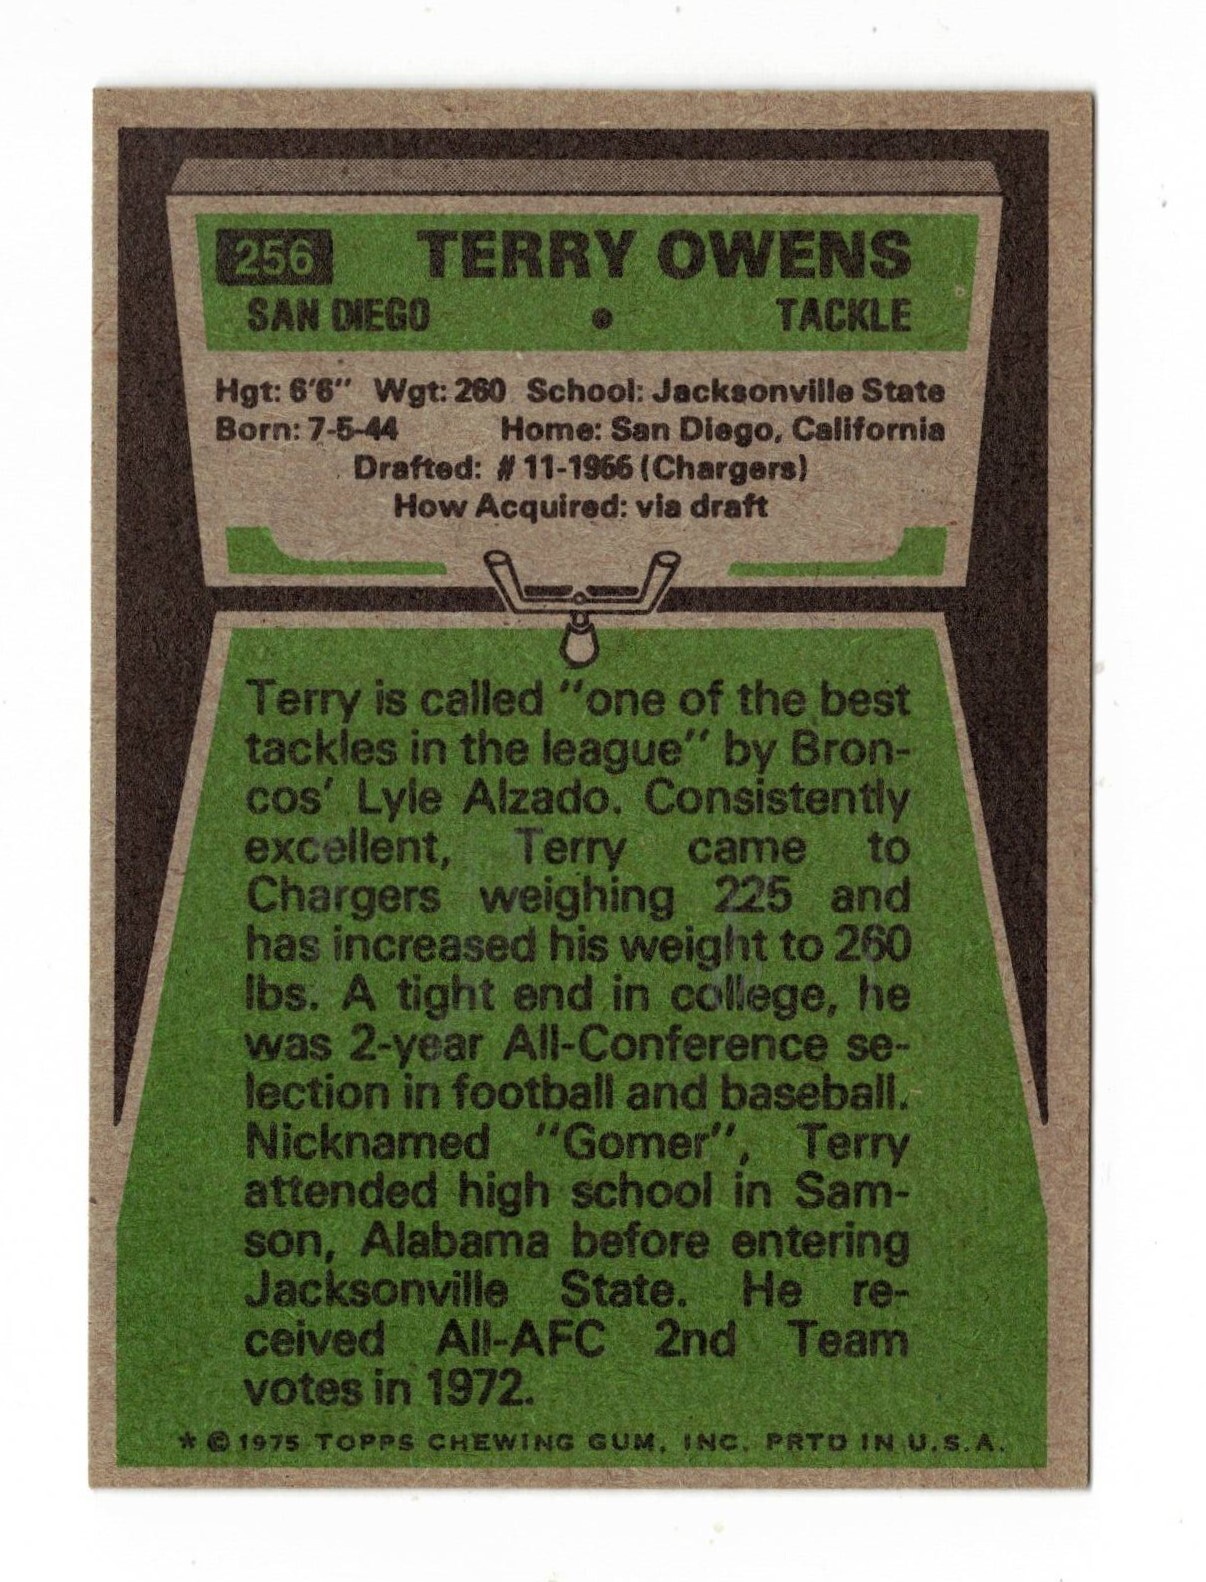 256 TERRY OWENS
SAN DIEGO • TACKLE
Hgt: 6'6" Wgt: 260 School: Jacksonville State
Born: 7-5-44 Home: San Diego, California
Drafted: #11-1966 (Chargers)
How Acquired: via draft
Terry is called "one of the best
tackles in the league" by Bron-
cos' Lyle Alzado. Consistently
excellent, Terry came to
Chargers weighing 225 and
has increased his weight to 260
lbs. A tight end in college, he
was 2-year All-Conference se-
lection in football and baseball.
Nicknamed "Gomer", Terry
attended high school in Sam-
son, Alabama before entering
Jacksonville State. He re-
ceived All-AFC 2nd Team
votes in 1972.
* © 1975 TOPPS CHEWING GUM, INC. PRTD IN U.S.A.